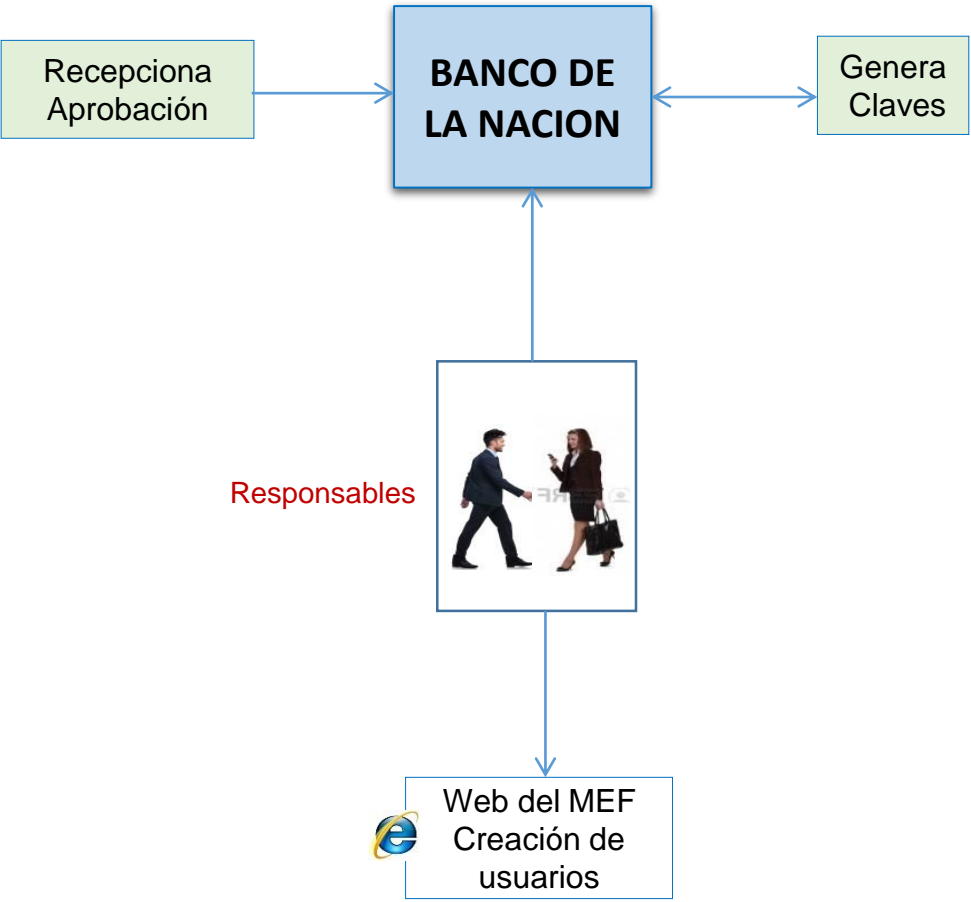 Recepciona
Aprobación
BANCO DE
LA NACION
Genera
Claves
Responsables
Web del MEF
Creación de
usuarios